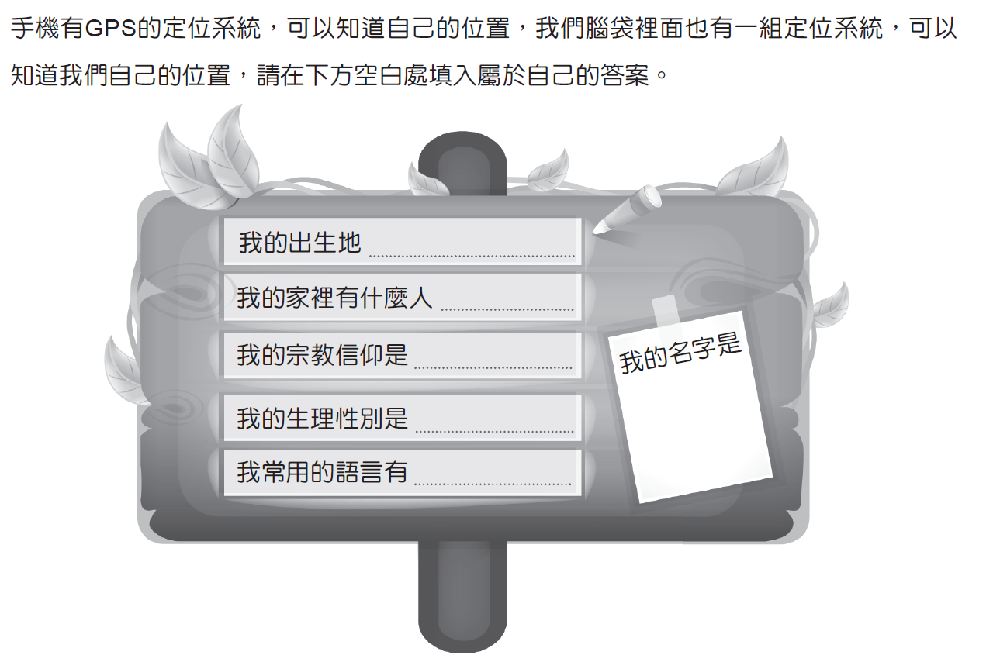 手機有GPS的定位系統，可以知道自己的位置，我們腦袋裡面也有一組定位系統，可以
知道我們自己的位置，請在下方空白處填入屬於自己的答案。
我的出生地
我的家裡有什麼人
我的宗教信仰是
我的生理性別是
我常用的語言有
我的名字是